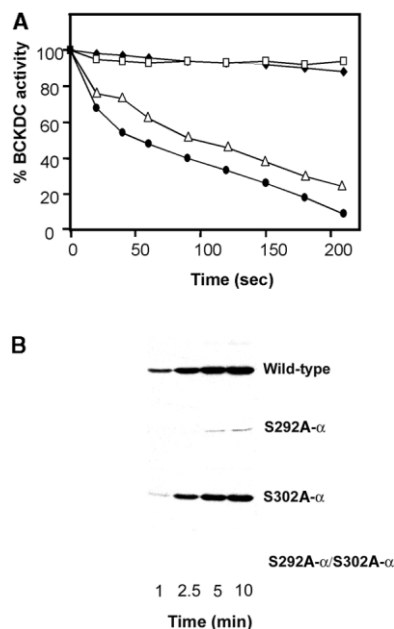 A
% BCKDC activity
100
80
60
40
20
0
0 50 100 150 200
Time (sec)
B
Wild-type
S292A-α
S302A-α
S292A-α/S302A-α
1 2.5 5 10
Time (min)